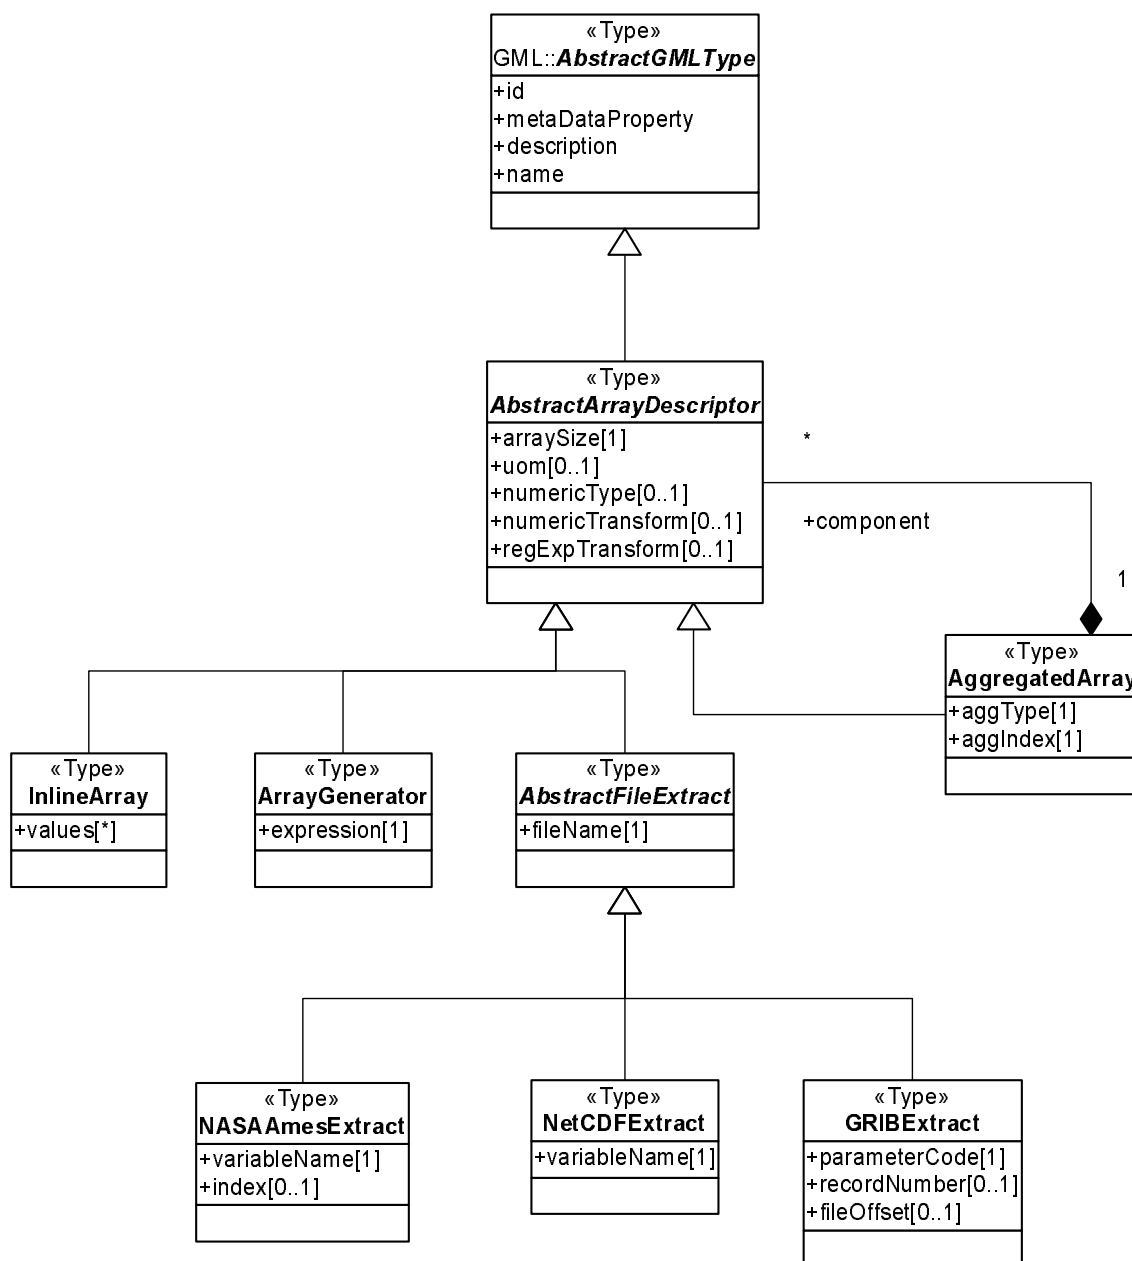 «Type»
GML::AbstractGMLType
+id
+metaDataProperty
+description
+name
«Type»
AbstractArrayDescriptor
+arraySize[1]
+uom[0..1]
+numericType[0..1]
+numericTransform[0..1]
+regExpTransform[0..1]
*
+component
1
«Type»
AggregatedArray
+aggType[1]
+aggIndex[1]
«Type»
InlineArray
+values[*]
«Type»
ArrayGenerator
+expression[1]
«Type»
AbstractFileExtract
+fileName[1]
«Type»
NASAAmesExtract
+variableName[1]
+index[0..1]
«Type»
NetCDFExtract
+variableName[1]
«Type»
GRIBExtract
+parameterCode[1]
+recordNumber[0..1]
+fileOffset[0..1]